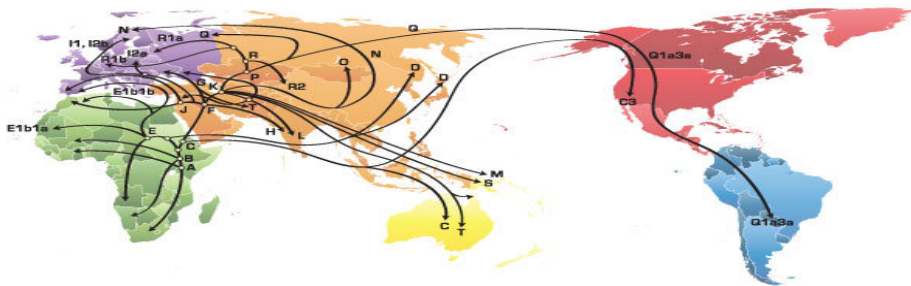 N
Q
Q
I1, I2b
R1a
I2a
R
N
R1b
O
D
D
Q1a3a
P
G
K
R2
E1b1b
J
F
T
C3
E1b1a
E
H
L
C
B
A
M
S
C
T
Q1a3a